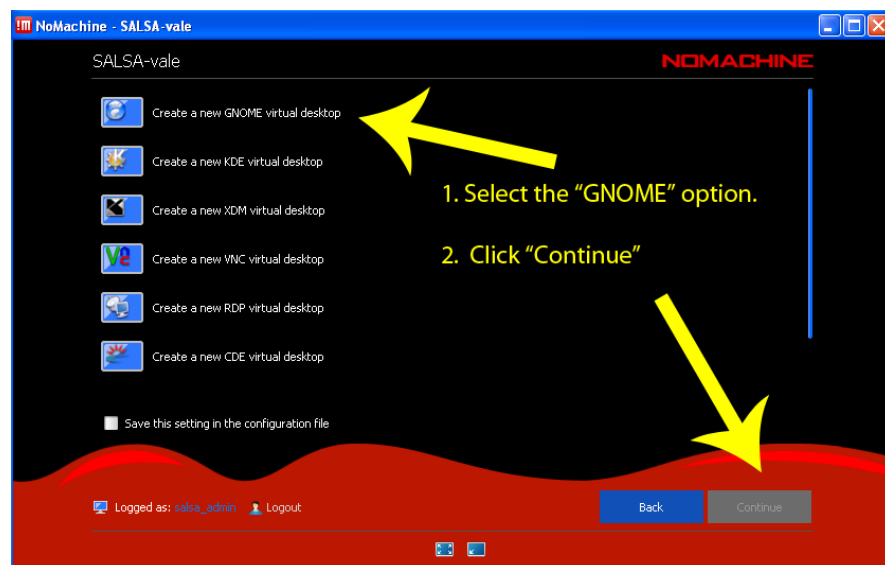 !M NoMachine - SALSA-vale
SALSA-vale
NOMACHINE
Create a new GNOME virtual desktop
Create a new KDE virtual desktop
1. Select the “GNOME” option.
Create a new XDM virtual desktop
2. Click “Continue”
Create a new VNC virtual desktop
Create a new RDP virtual desktop
Create a new CDE virtual desktop
Save this setting in the configuration file
Logged as: salsa_admin Logout
Back
Continue